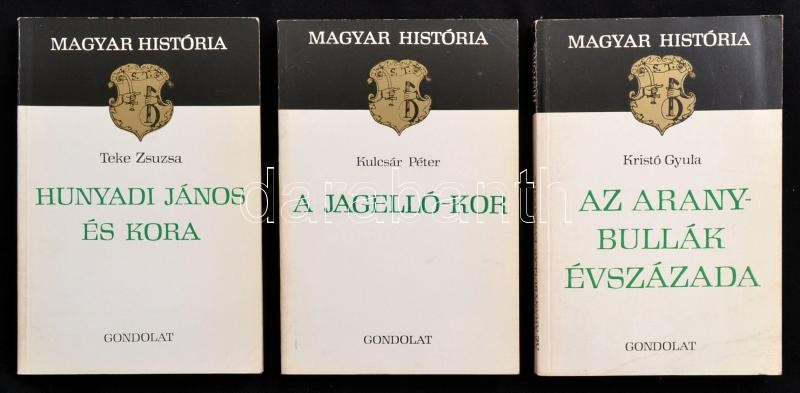 MAGYAR HISTÓRIA
S. T.
Teke Zsuzsa
HUNYADI JÁNOS
ÉS KORA
GONDOLAT
MAGYAR HISTÓRIA
S. T.
Kulcsár Péter
A JAGELLÓ-KOR
GONDOLAT
MAGYAR HISTÓRIA
S. T.
Kristó Gyula
AZ ARANY-
BULLÁK
ÉVSZÁZADA
GONDOLAT
darabanth